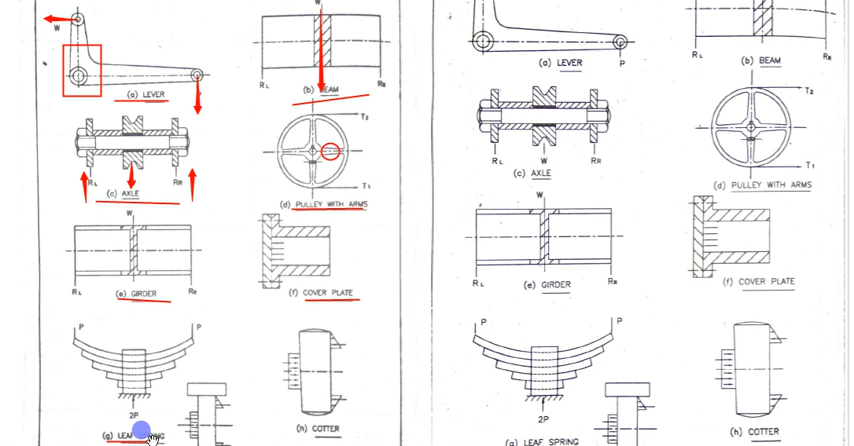 W
(a) LEVER
W
RL
RR
(b) BEAM
RL
RR
(c) AXLE
T2
T1
(d) PULLEY WITH ARMS
W
RL
RR
(e) GIRDER
(f) COVER PLATE
P
P
2P
(g) LEAF SPRING
(h) COTTER
P
(a) LEVER
RL
RR
(b) BEAM
RL
W
RR
(c) AXLE
T2
T1
(d) PULLEY WITH ARMS
W
RL
RR
(e) GIRDER
(f) COVER PLATE
P
P
2P
(g) LEAF SPRING
(h) COTTER